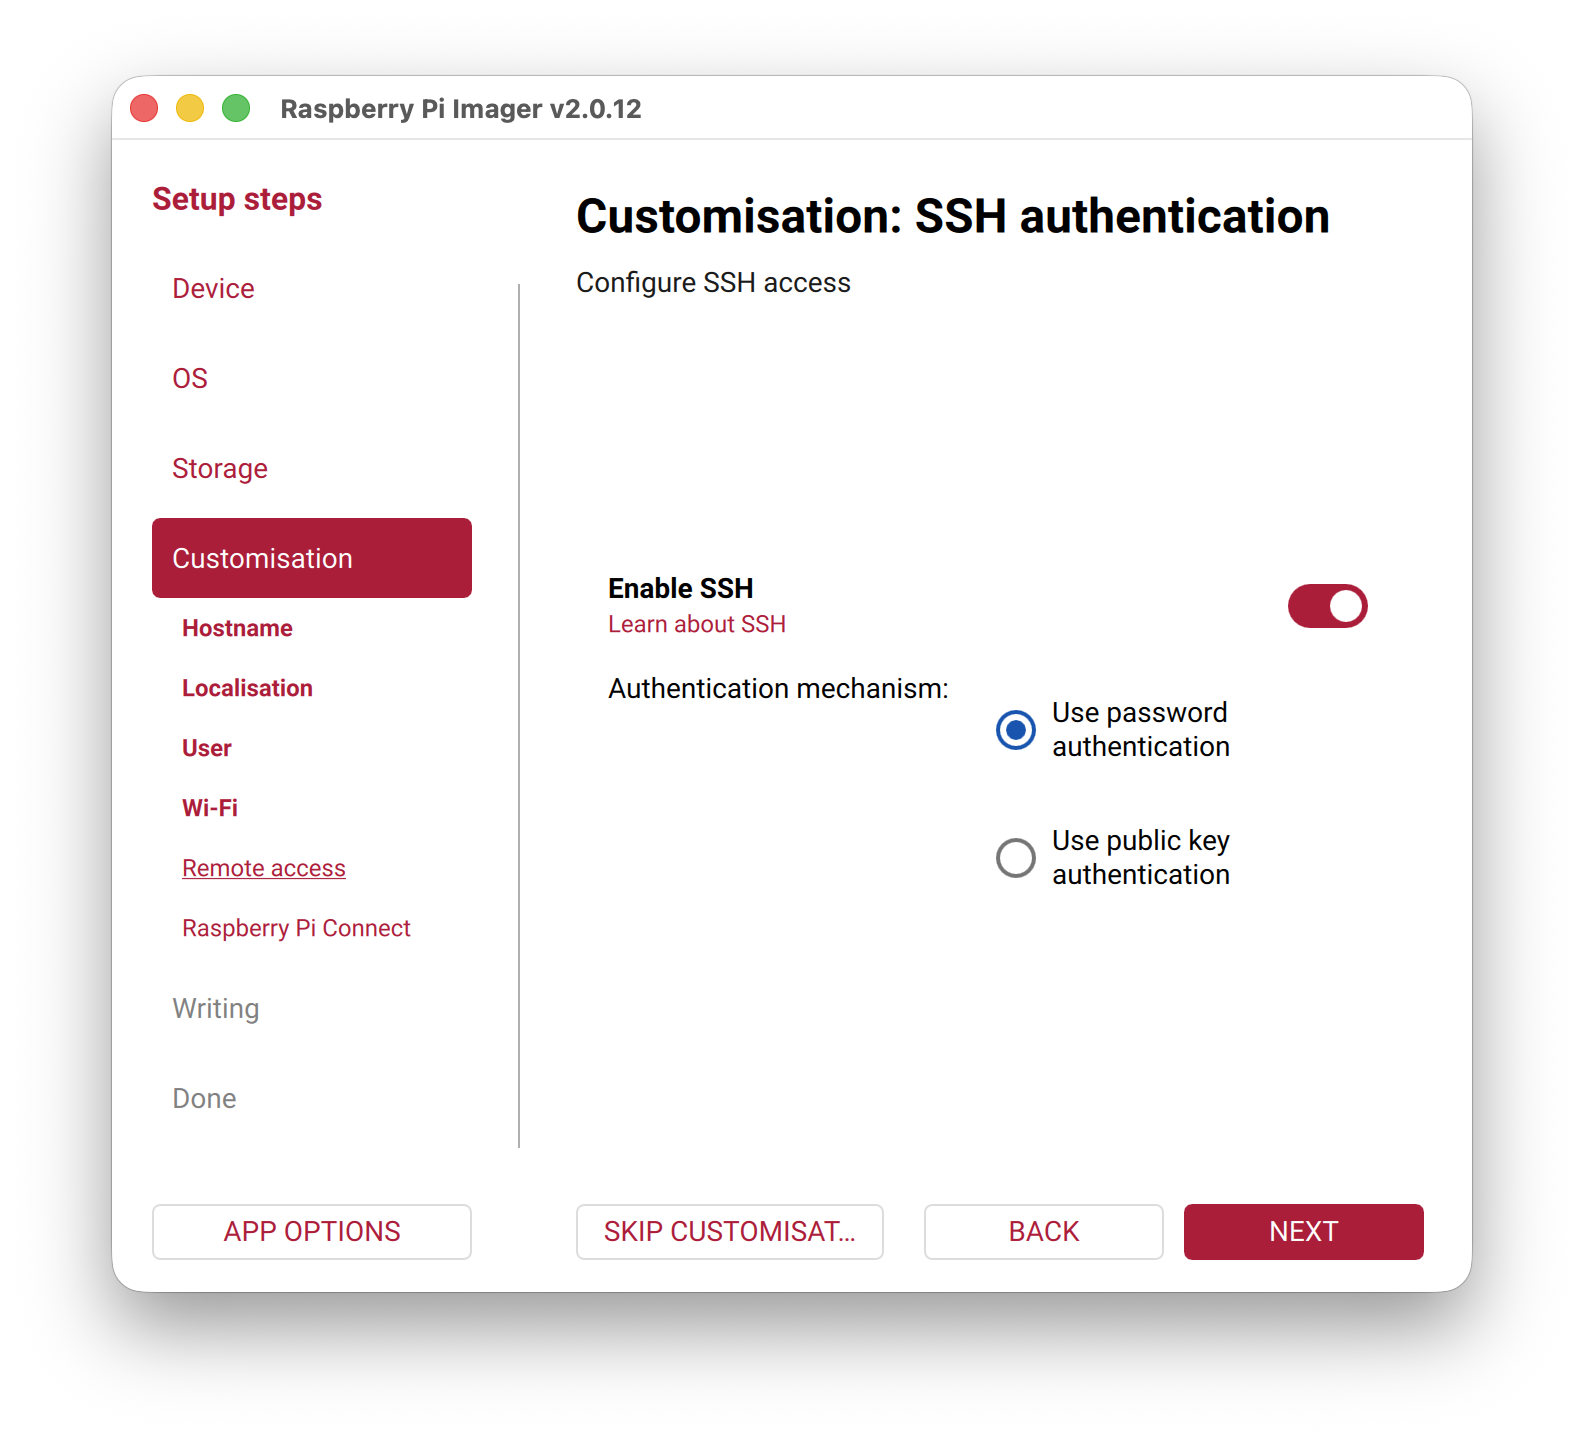 Raspberry Pi Imager v2.0.12
Setup steps
Device
OS
Storage
Customisation
Hostname
Localisation
User
Wi-Fi
Remote access
Raspberry Pi Connect
Writing
Done
APP OPTIONS
Customisation: SSH authentication
Configure SSH access
Enable SSH
Learn about SSH
Authentication mechanism:
Use password
authentication
Use public key
authentication
SKIP CUSTOMISAT...
BACK
NEXT